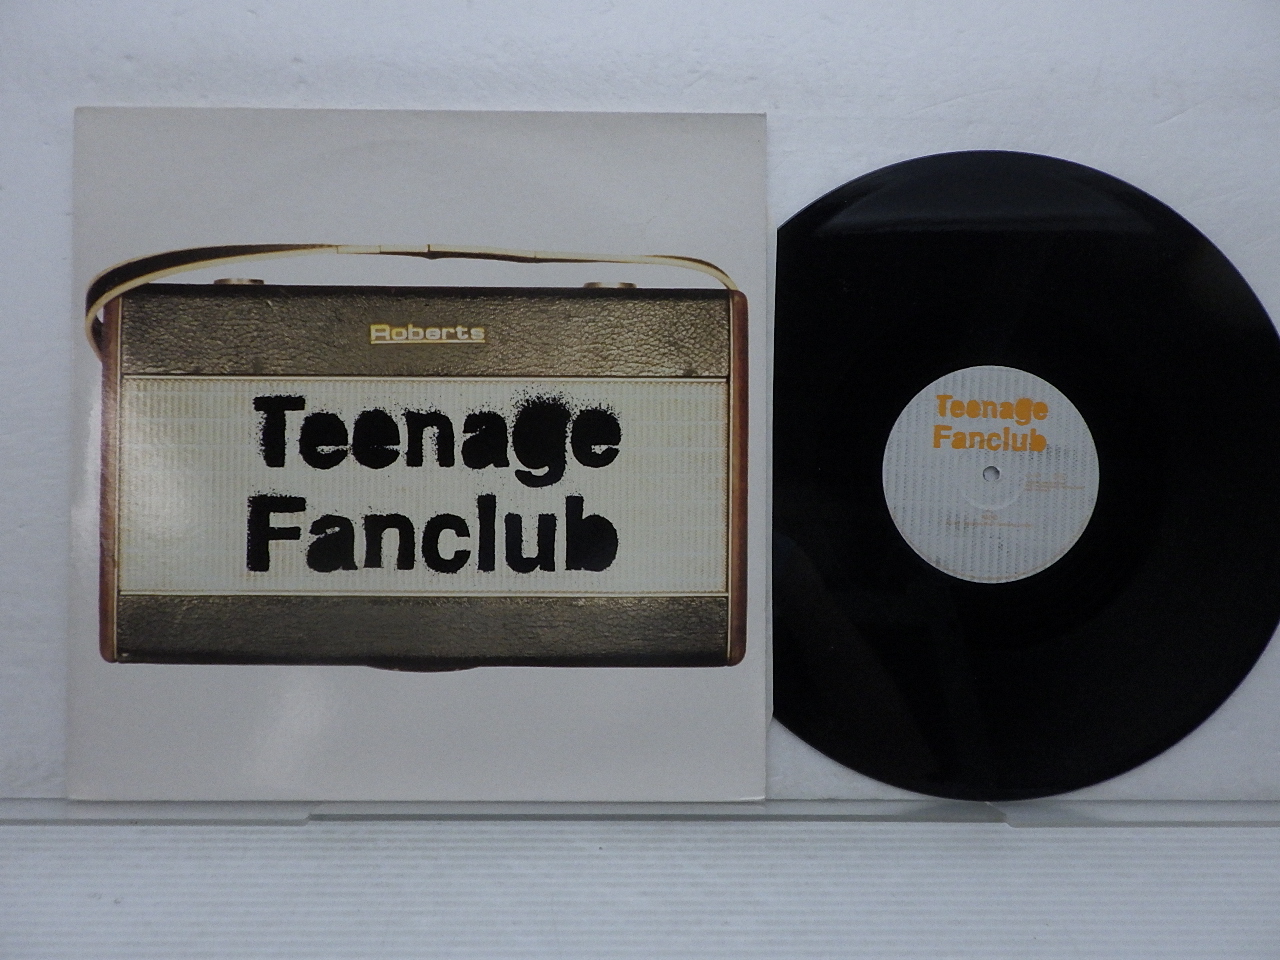 Roberts
Teenage
Fanclub
Teenage
Fanclub